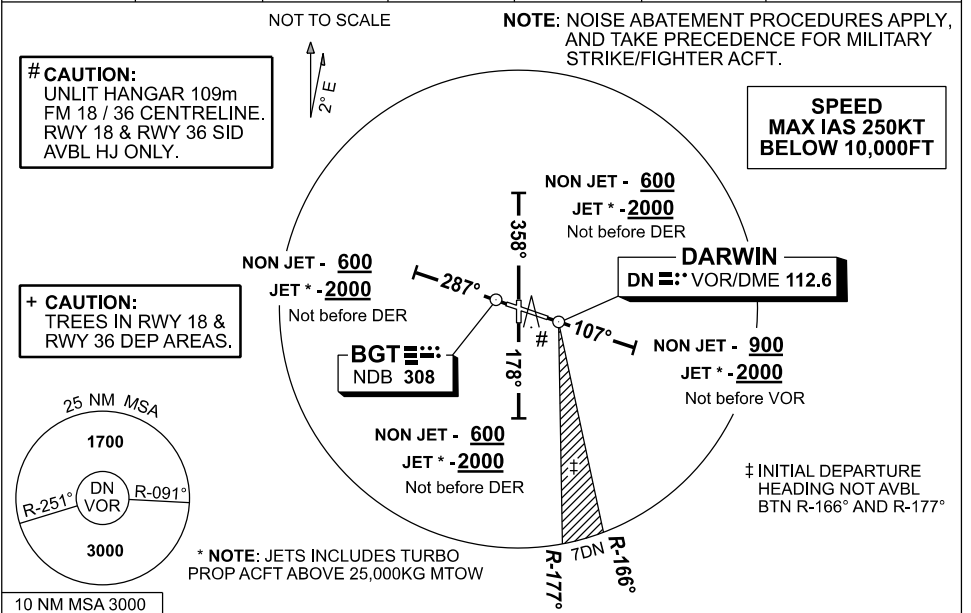 NOT TO SCALE
2° E
NOTE: NOISE ABATEMENT PROCEDURES APPLY,
AND TAKE PRECEDENCE FOR MILITARY
STRIKE/FIGHTER ACFT.
# CAUTION:
UNLIT HANGAR 109m
FM 18 / 36 CENTRELINE.
RWY 18 & RWY 36 SID
AVBL HJ ONLY.
SPEED
MAX IAS 250KT
BELOW 10,000FT
NON JET - 600
JET * - 2000
Not before DER
358°
DARWIN
DN VOR/DME 112.6
NON JET - 600
JET * - 2000
Not before DER
287°
+ CAUTION:
TREES IN RWY 18 &
RWY 36 DEP AREAS.
107°
#
BGT
NDB 308
178°
NON JET - 900
JET * - 2000
Not before VOR
25 NM MSA
1700
R-251°
DN
VOR
R-091°
3000
NON JET - 600
JET * - 2000
Not before DER
‡
‡ INITIAL DEPARTURE
HEADING NOT AVBL
BTN R-166° AND R-177°
* NOTE: JETS INCLUDES TURBO
PROP ACFT ABOVE 25,000KG MTOW
R-177°
7DN
R-166°
10 NM MSA 3000